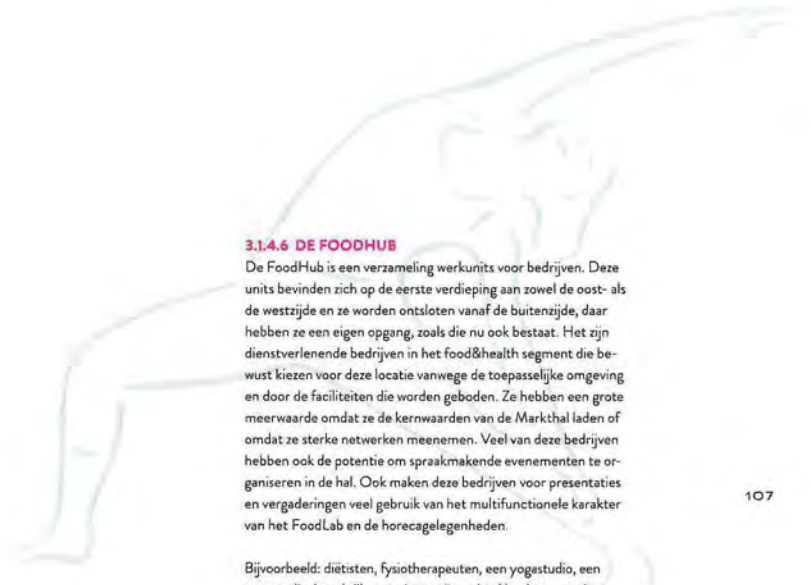 3.1.4.6 DE FOODHUB
De FoodHub is een verzameling werkunits voor bedrijven. Deze
units bevinden zich op de eerste verdieping aan zowel de oost- als
de westzijde en ze worden ontsloten vanaf de buitenzijde, daar
hebben ze een eigen opgang, zoals die nu ook bestaat. Het zijn
dienstverlenende bedrijven in het food&health segment die be-
wust kiezen voor deze locatie vanwege de toepasselijke omgeving
en door de faciliteiten die worden geboden. Ze hebben een grote
meerwaarde omdat ze de kernwaarden van de Markthal laden of
omdat ze sterke netwerken meenemen. Veel van deze bedrijven
hebben ook de potentie om spraakmakende evenementen te or-
ganiseren in de hal. Ook maken deze bedrijven voor presentaties
en vergaderingen veel gebruik van het multifunctionele karakter
van het FoodLab en de horecagelegenheden.
107
Bijvoorbeeld: diëtisten, fysiotherapeuten, een yogastudio, een